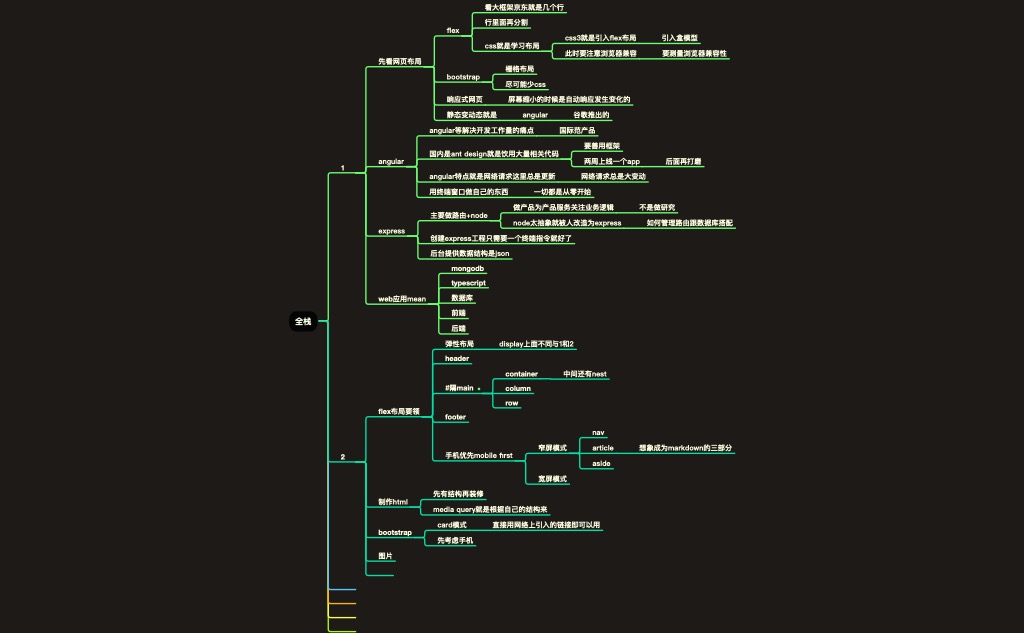 全栈
1
先看网页布局
flex
看大框架京东就是几个行
行里面再分割
css就是学习布局
css3就是引入flex布局
引入盒模型
此时要注意浏览器兼容
要测量浏览器兼容性
bootstrap
栅格布局
尽可能少css
响应式网页
屏幕缩小的时候是自动响应发生变化的
静态变动态就是
angular
谷歌推出的
angular
angular等解决开发工作量的痛点
国际范产品
国内是ant design就是饮用大量相关代码
要善用框架
两周上线一个app
后面再打磨
angular特点就是网络请求这里总是更新
网络请求总是大变动
用终端窗口做自己的东西
一切都是从零开始
express
主要做路由+node
做产品为产品服务关注业务逻辑
不是做研究
node太抽象就被人改造为express
如何管理路由跟数据库搭配
创建express工程只需要一个终端指令就好了
后台提供数据结构是json
web应用mean
mongodb
typescript
数据库
前端
后端
2
flex布局要领
弹性布局
display上面不同与1和2
header
#隔main
container
中间还有nest
column
row
footer
手机优先mobile first
窄屏模式
nav
article
想象成为markdown的三部分
aside
宽屏模式
制作html
先有结构再装修
media query就是根据自己的结构来
bootstrap
card模式
直接用网络上引入的链接即可以用
先考虑手机
图片